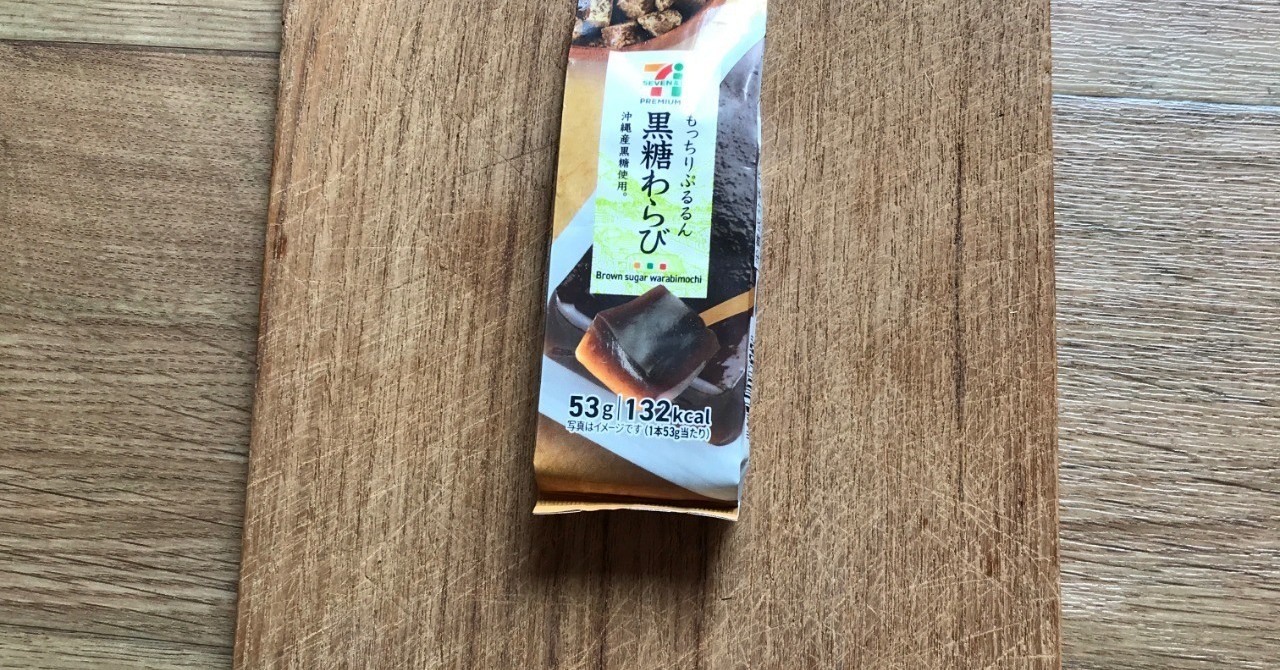 SEVEN&i
PREMIUM
もっちりぷるるん
黒糖わらび
沖縄産黒糖使用。
Brown sugar warabimochi
53g 132kcal
写真はイメージです (1本53g当たり)